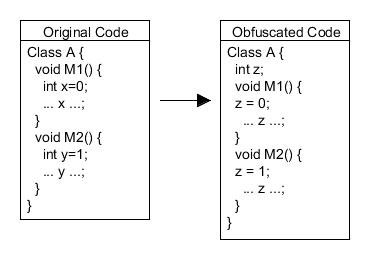 Original Code
Class A {
void M1() {
int x=0;
... x ...;
}
void M2() {
int y=1;
... y ...;
}
}
Obfuscated Code
Class A {
int z;
void M1() {
z = 0;
... z ...;
}
void M2() {
z = 1;
... z ...;
}
}